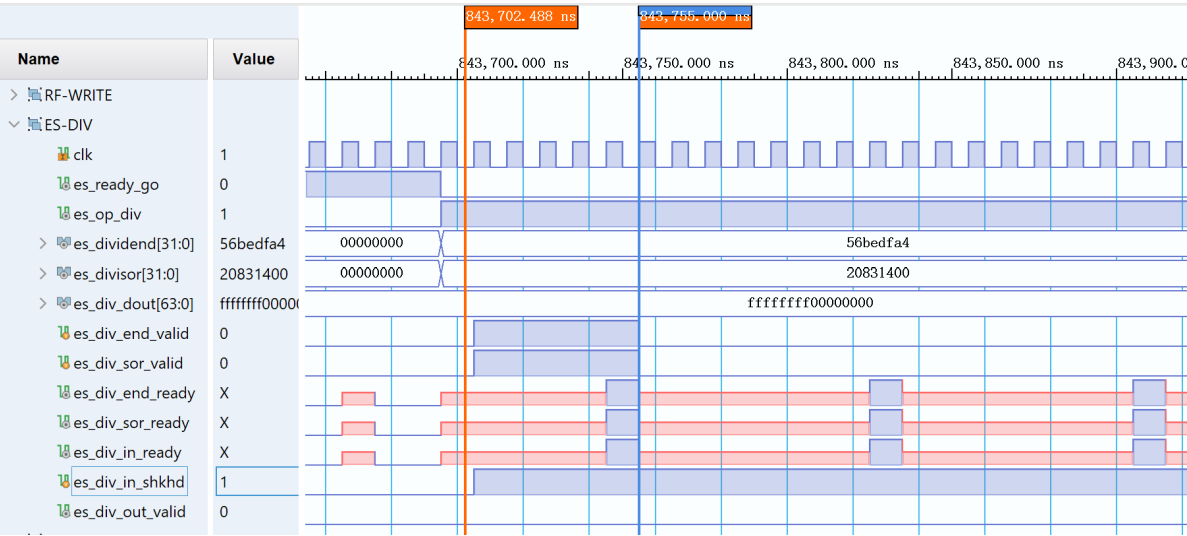 843,702.488 ns 843,755.000 ns
Name Value 843,700.000 ns 843,750.000 ns 843,800.000 ns 843,850.000 ns 843,900.0
RF-WRITE
ES-DIV
clk 1
es_ready_go 0
es_op_div 1
es_dividend[31:0] 56bedfa4 00000000 56bedfa4
es_divisor[31:0] 20831400 00000000 20831400
es_div_dout[63:0] ffffffff00000 ffffffff00000000
es_div_end_valid 0
es_div_sor_valid 0
es_div_end_ready X
es_div_sor_ready X
es_div_in_ready X
es_div_in_shkhd 1
es_div_out_valid 0